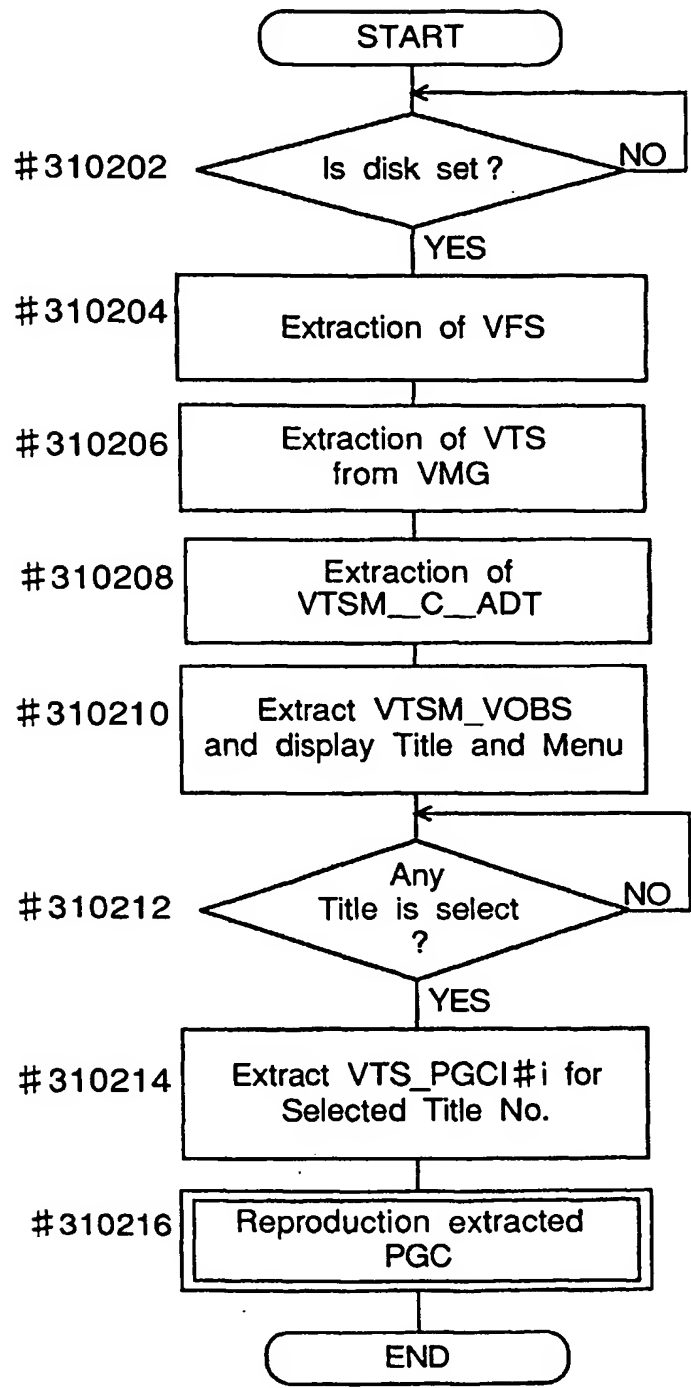 START
#310202
Is disk set?
NO
YES
#310204
Extraction of VFS
#310206
Extraction of VTS
from VMG
#310208
Extraction of
VTSM__C__ADT
#310210
Extract VTSM_VOBS
and display Title and Menu
#310212
Any
Title is select
?
NO
YES
#310214
Extract VTS_PGCI#i for
Selected Title No.
#310216
Reproduction extracted
PGC
END